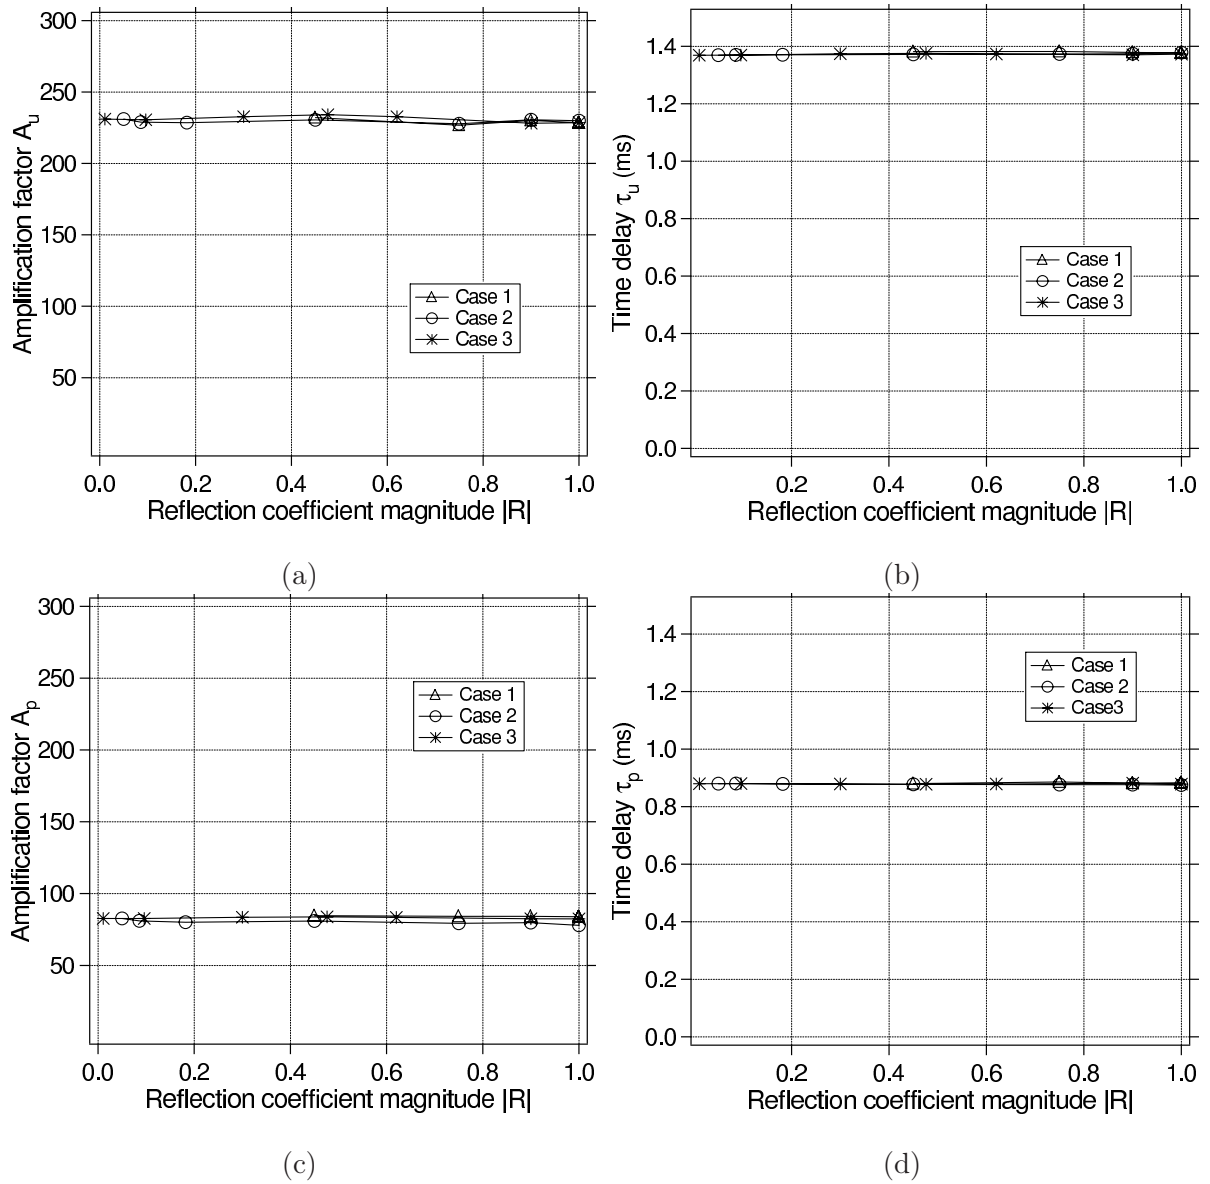 300
250
200
150
100
50
Amplification factor A_u
0.0 0.2 0.4 0.6 0.8 1.0
Reflection coefficient magnitude |R|
Case 1
Case 2
Case 3
(a)
1.4
1.2
1.0
0.8
0.6
0.4
0.2
0.0
Time delay τ_u (ms)
0.2 0.4 0.6 0.8 1.0
Reflection coefficient magnitude |R|
Case 1
Case 2
Case 3
(b)
300
250
200
150
100
50
Amplification factor A_p
0.0 0.2 0.4 0.6 0.8 1.0
Reflection coefficient magnitude |R|
Case 1
Case 2
Case 3
(c)
1.4
1.2
1.0
0.8
0.6
0.4
0.2
0.0
Time delay τ_p (ms)
0.2 0.4 0.6 0.8 1.0
Reflection coefficient magnitude |R|
Case 1
Case 2
Case3
(d)